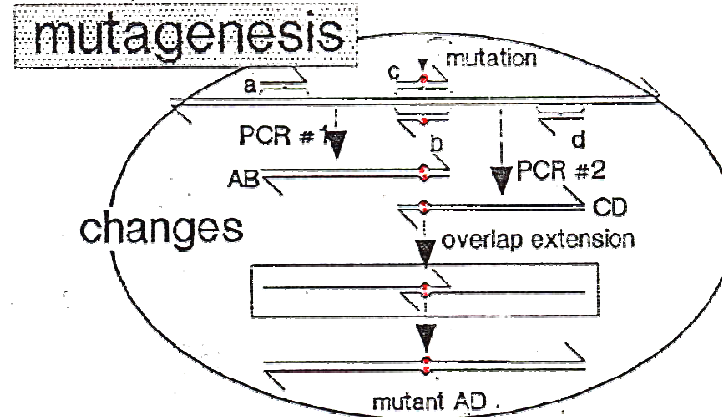 mutagenesis
mutation
c
a
b
d
PCR # 1
PCR #2
AB
CD
changes
overlap extension
mutant AD .